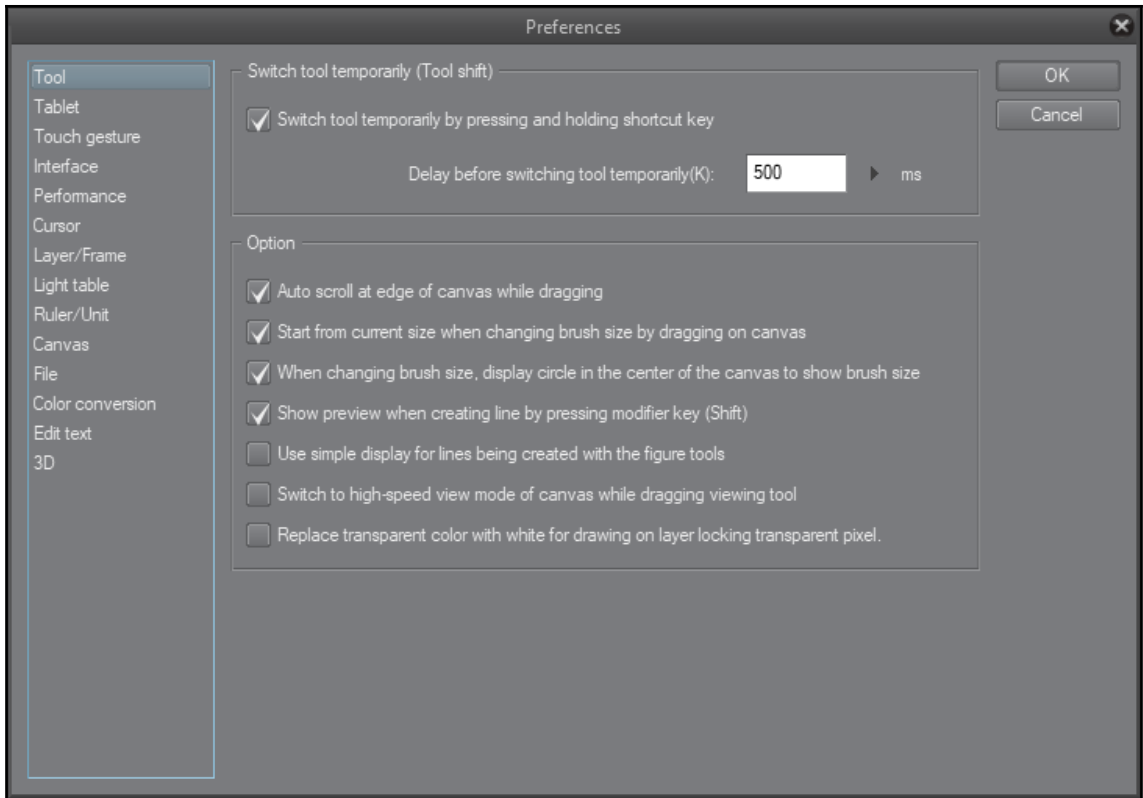 Preferences
Tool
Tablet
Touch gesture
Interface
Performance
Cursor
Layer/Frame
Light table
Ruler/Unit
Canvas
File
Color conversion
Edit text
3D
Switch tool temporarily (Tool shift)
Switch tool temporarily by pressing and holding shortcut key
Delay before switching tool temporarily(K): 500 ms
Option
Auto scroll at edge of canvas while dragging
Start from current size when changing brush size by dragging on canvas
When changing brush size, display circle in the center of the canvas to show brush size
Show preview when creating line by pressing modifier key (Shift)
Use simple display for lines being created with the figure tools
Switch to high-speed view mode of canvas while dragging viewing tool
Replace transparent color with white for drawing on layer locking transparent pixel.
OK
Cancel